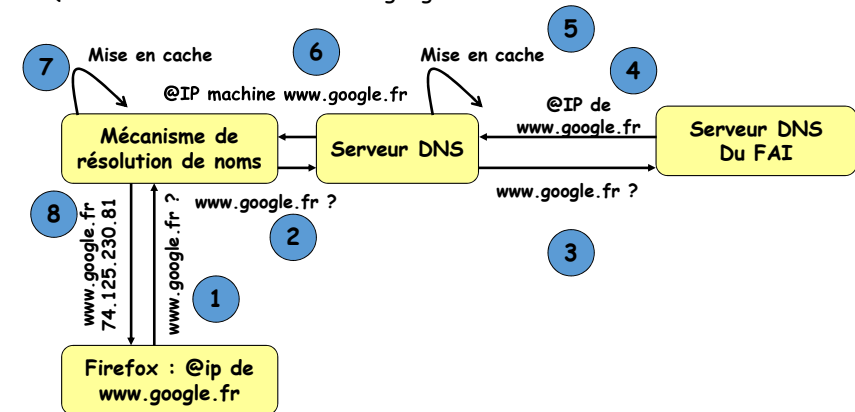 5
6
7
Mise en cache
Mise en cache
4
@IP machine www.google.fr
@IP de
www.google.fr
Mécanisme de
résolution de noms
Serveur DNS
Serveur DNS
Du FAI
www.google.fr ?
www.google.fr ?
8
www.google.fr
74.125.230.81
www.google.fr ?
2
3
1
Firefox : @ip de
www.google.fr